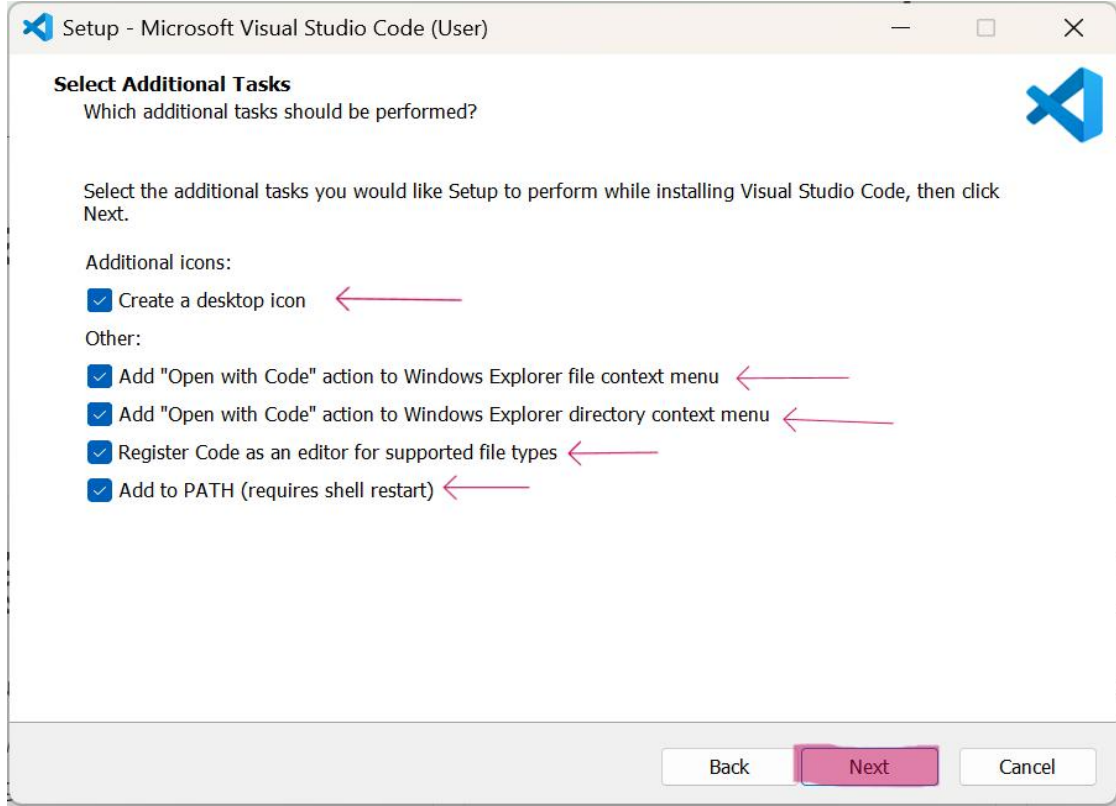 Setup - Microsoft Visual Studio Code (User)
Select Additional Tasks
Which additional tasks should be performed?
Select the additional tasks you would like Setup to perform while installing Visual Studio Code, then click
Next.
Additional icons:
Create a desktop icon
Other:
Add "Open with Code" action to Windows Explorer file context menu
Add "Open with Code" action to Windows Explorer directory context menu
Register Code as an editor for supported file types
Add to PATH (requires shell restart)
Back Next Cancel